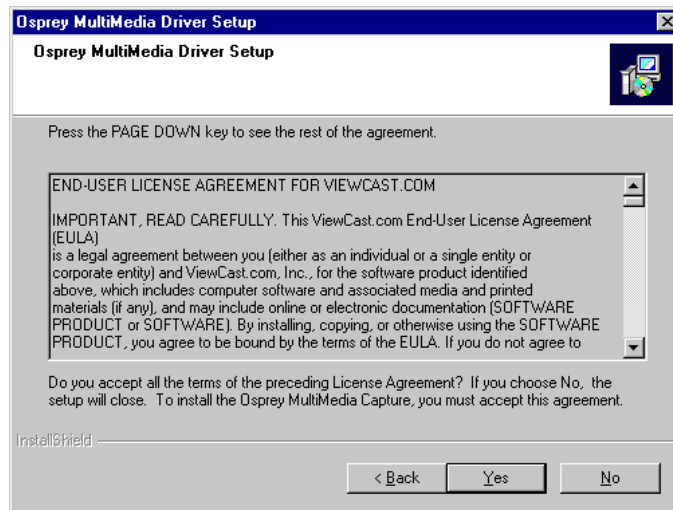 Osprey MultiMedia Driver Setup
Osprey MultiMedia Driver Setup
Press the PAGE DOWN key to see the rest of the agreement.
END-USER LICENSE AGREEMENT FOR VIEWCAST.COM
IMPORTANT, READ CAREFULLY. This ViewCast.com End-User License Agreement
(EULA)
is a legal agreement between you (either as an individual or a single entity or
corporate entity) and ViewCast.com, Inc., for the software product identified
above, which includes computer software and associated media and printed
materials (if any), and may include online or electronic documentation (SOFTWARE
PRODUCT or SOFTWARE). By installing, copying, or otherwise using the SOFTWARE
PRODUCT, you agree to be bound by the terms of the EULA. If you do not agree to
Do you accept all the terms of the preceding License Agreement? If you choose No, the
setup will close. To install the Osprey MultiMedia Capture, you must accept this agreement.
InstallShield
< Back Yes No